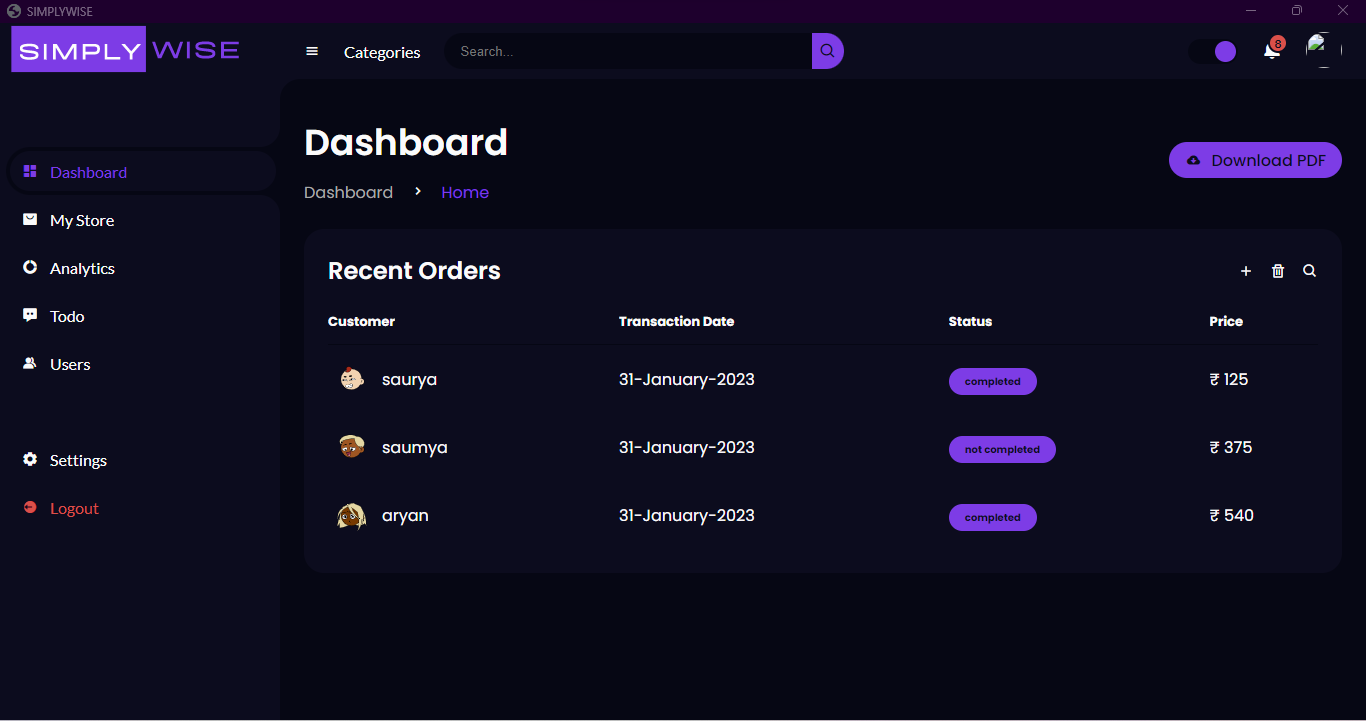 SIMPLYWISE
SIMPLY WISE
Categories
Search...
8
Dashboard
My Store
Analytics
Todo
Users
Settings
Logout
Dashboard
Dashboard > Home
Download PDF
Recent Orders
Customer Transaction Date Status Price
saurya 31-January-2023 completed ₹ 125
saumya 31-January-2023 not completed ₹ 375
aryan 31-January-2023 completed ₹ 540